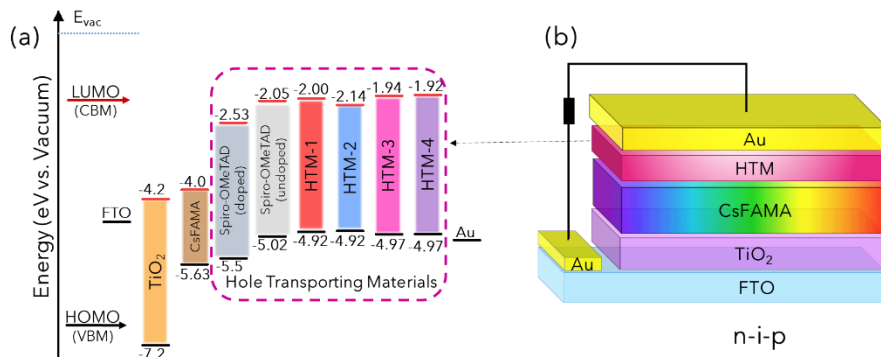 (a)
E_vac
Energy (eV vs. Vacuum)
LUMO
(CBM)
HOMO
(VBM)
FTO
-4.2
TiO₂
-7.2
-4.0
CsFAMA
-5.63
-2.53
Spiro-OMeTAD
(doped)
-5.5
-2.05
Spiro-OMeTAD
(undoped)
-5.02
-2.00
HTM-1
-4.92
-2.14
HTM-2
-4.92
-1.94
HTM-3
-4.97
-1.92
HTM-4
-4.97
Au
Hole Transporting Materials
(b)
Au
HTM
CsFAMA
TiO₂
Au
FTO
n-i-p